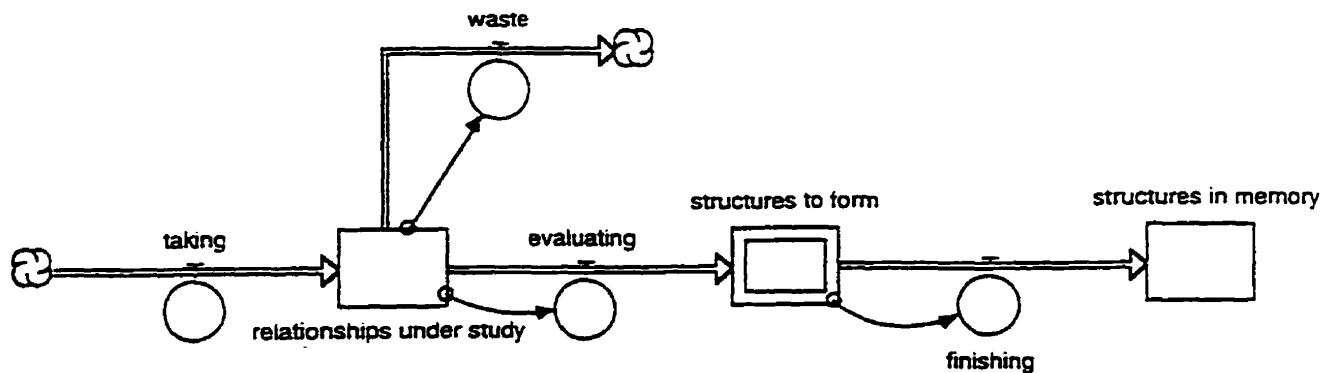 waste
structures to form
structures in memory
taking
evaluating
relationships under study
finishing